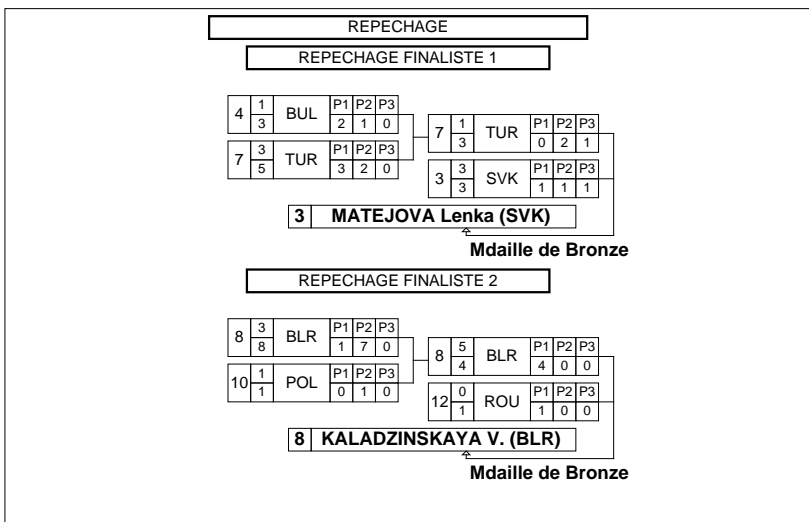 REPECHAGE
REPECHAGE FINALISTE 1
4 1 BUL P1 P2 P3
3 2 1 0
7 1 TUR P1 P2 P3
3 0 2 1
7 3 TUR P1 P2 P3
5 3 2 0
3 3 SVK P1 P2 P3
3 1 1 1
3 MATEJOVA Lenka (SVK)
Mdaille de Bronze
REPECHAGE FINALISTE 2
8 3 BLR P1 P2 P3
8 1 7 0
8 5 BLR P1 P2 P3
4 4 0 0
10 1 POL P1 P2 P3
1 0 1 0
12 0 ROU P1 P2 P3
1 1 0 0
8 KALADZINSKAYA V. (BLR)
Mdaille de Bronze